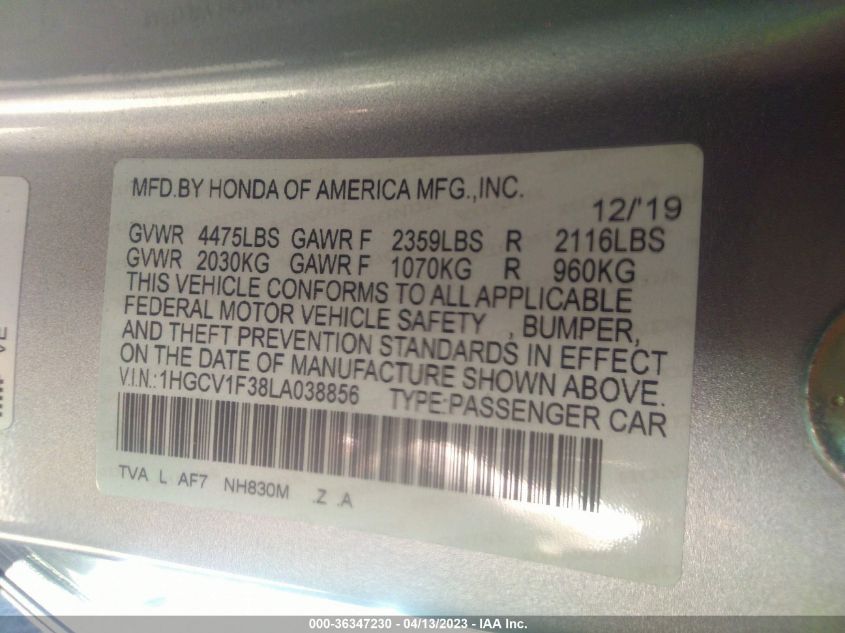 MFD.BY HONDA OF AMERICA MFG.,INC.
12/'19
GVWR 4475LBS GAWR F 2359LBS R 2116LBS
GVWR 2030KG GAWR F 1070KG R 960KG
THIS VEHICLE CONFORMS TO ALL APPLICABLE
FEDERAL MOTOR VEHICLE SAFETY , BUMPER,
AND THEFT PREVENTION STANDARDS IN EFFECT
ON THE DATE OF MANUFACTURE SHOWN ABOVE.
V.I.N.:1HGCV1F38LA038856 TYPE:PASSENGER CAR
TVA L AF7 NH830M .Z .A
000-36347230 - 04/13/2023 - IAA Inc.